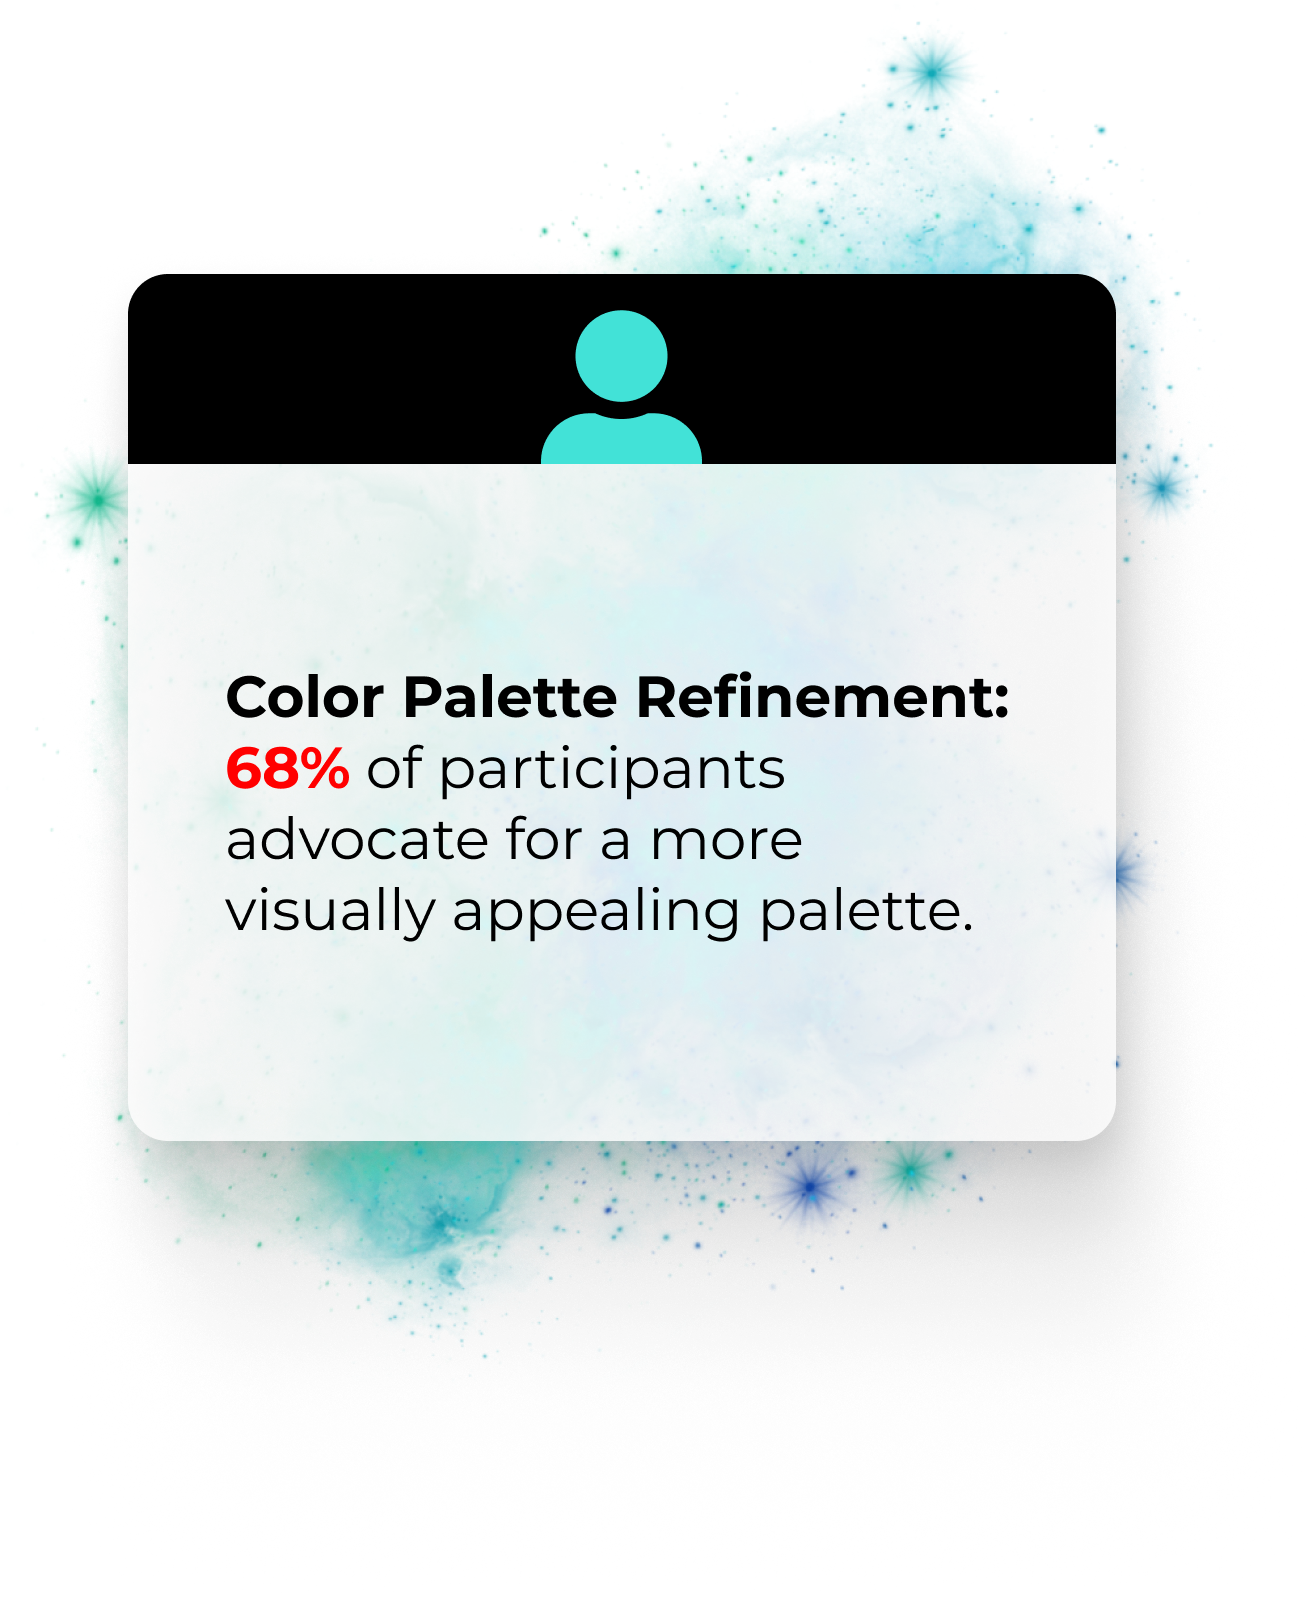 Color Palette Refinement:
68% of participants
advocate for a more
visually appealing palette.